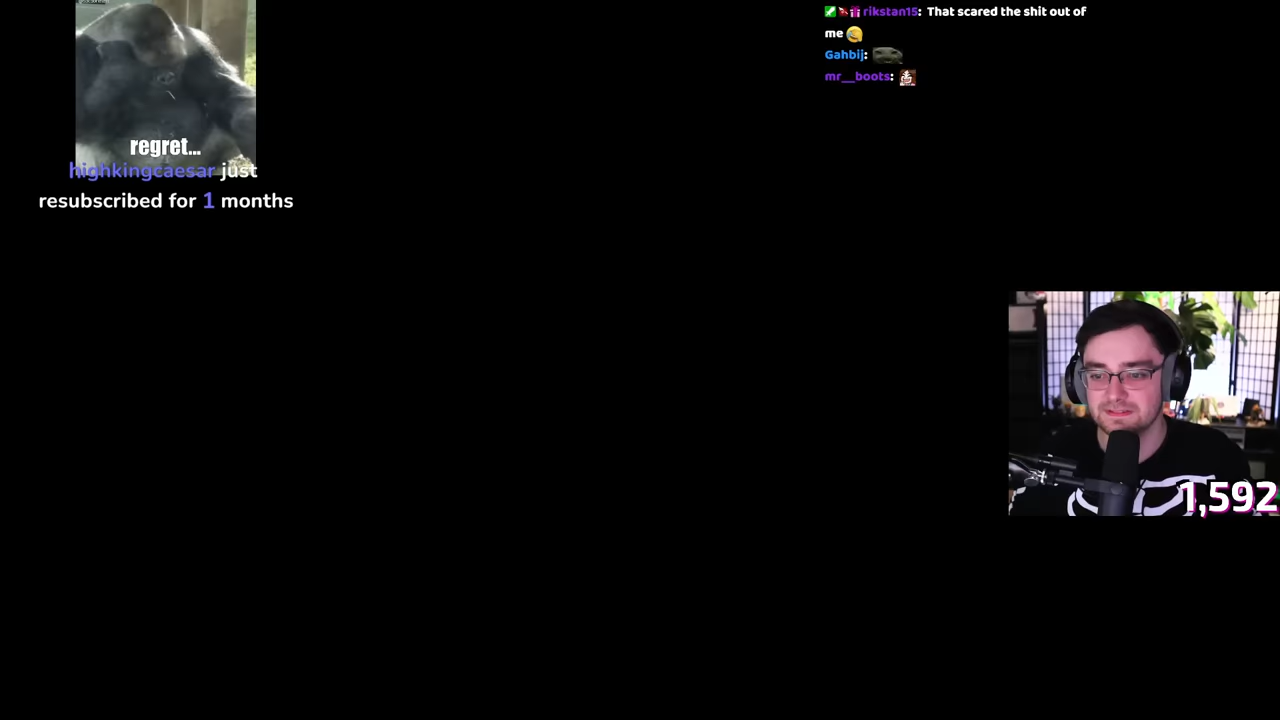 regret...
highkingcaesar just
resubscribed for 1 months
rikstan15: That scared the shit out of
me
Gahbij:
mr__boots:
1,592